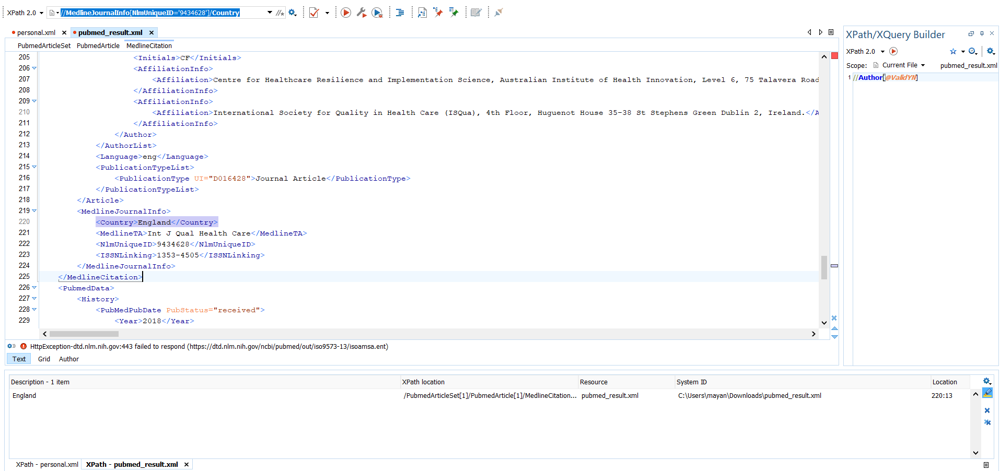 XPath 2.0 //MedlineJournalInfo[NlmUniqueID='9434628']/Country
personal.xml pubmed_result.xml
PubmedArticleSet PubmedArticle MedlineCitation
205 <Initials>CF</Initials>
206 <AffiliationInfo>
207 <Affiliation>Centre for Healthcare Resilience and Implementation Science, Australian Institute of Health Innovation, Level 6, 75 Talavera Road
208 </AffiliationInfo>
209 <AffiliationInfo>
210 <Affiliation>International Society for Quality in Health Care (ISQua), 4th Floor, Huguenot House 35-38 St Stephens Green Dublin 2, Ireland.</A
211 </AffiliationInfo>
212 </Author>
213 </AuthorList>
214 <Language>eng</Language>
215 <PublicationTypeList>
216 <PublicationType UI="D016428">Journal Article</PublicationType>
217 </PublicationTypeList>
218 </Article>
219 <MedlineJournalInfo>
220 <Country>England</Country>
221 <MedlineTA>Int J Qual Health Care</MedlineTA>
222 <NlmUniqueID>9434628</NlmUniqueID>
223 <ISSNLinking>1353-4505</ISSNLinking>
224 </MedlineJournalInfo>
225 </MedlineCitation>
226 <PubmedData>
227 <History>
228 <PubMedPubDate PubStatus="received">
229 <Year>2018</Year>
HttpException-dtd.nlm.nih.gov:443 failed to respond (https://dtd.nlm.nih.gov/ncbi/pubmed/out/iso9573-13/isoamsa.ent)
Text Grid Author
XPath/XQuery Builder
XPath 2.0
Scope: Current File pubmed_result.xml
1 //Author[@ValidYN]
Description - 1 item XPath location Resource System ID Location
England /PubmedArticleSet[1]/PubmedArticle[1]/MedlineCitation... pubmed_result.xml C:\Users\mayan\Downloads\pubmed_result.xml 220:13
XPath - personal.xml XPath - pubmed_result.xml